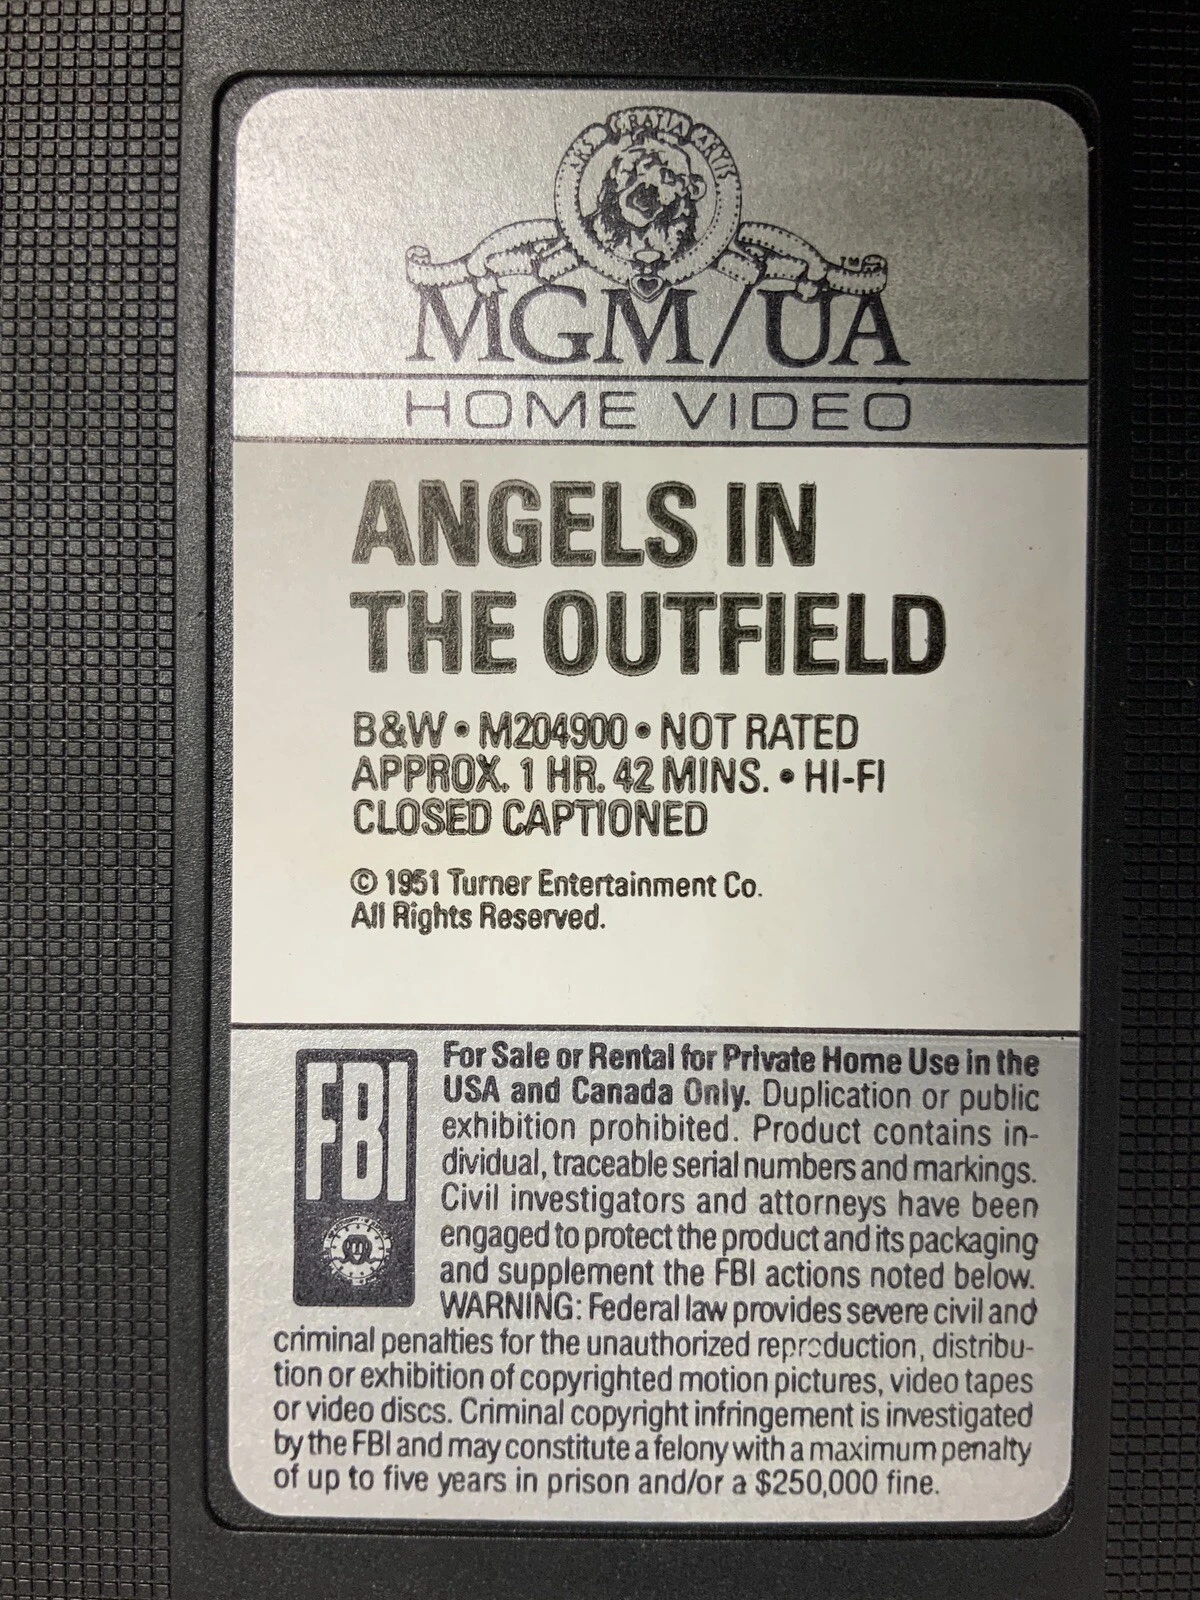 ARS GRATIA ARTIS
TM
MGM/UA
HOME VIDEO
ANGELS IN
THE OUTFIELD
B&W • M204900 • NOT RATED
APPROX. 1 HR. 42 MINS. • HI-FI
CLOSED CAPTIONED
© 1951 Turner Entertainment Co.
All Rights Reserved.
FBI
For Sale or Rental for Private Home Use in the
USA and Canada Only. Duplication or public
exhibition prohibited. Product contains in-
dividual, traceable serial numbers and markings.
Civil investigators and attorneys have been
engaged to protect the product and its packaging
and supplement the FBI actions noted below.
WARNING: Federal law provides severe civil and
criminal penalties for the unauthorized reproduction, distribu-
tion or exhibition of copyrighted motion pictures, video tapes
or video discs. Criminal copyright infringement is investigated
by the FBI and may constitute a felony with a maximum penalty
of up to five years in prison and/or a $250,000 fine.